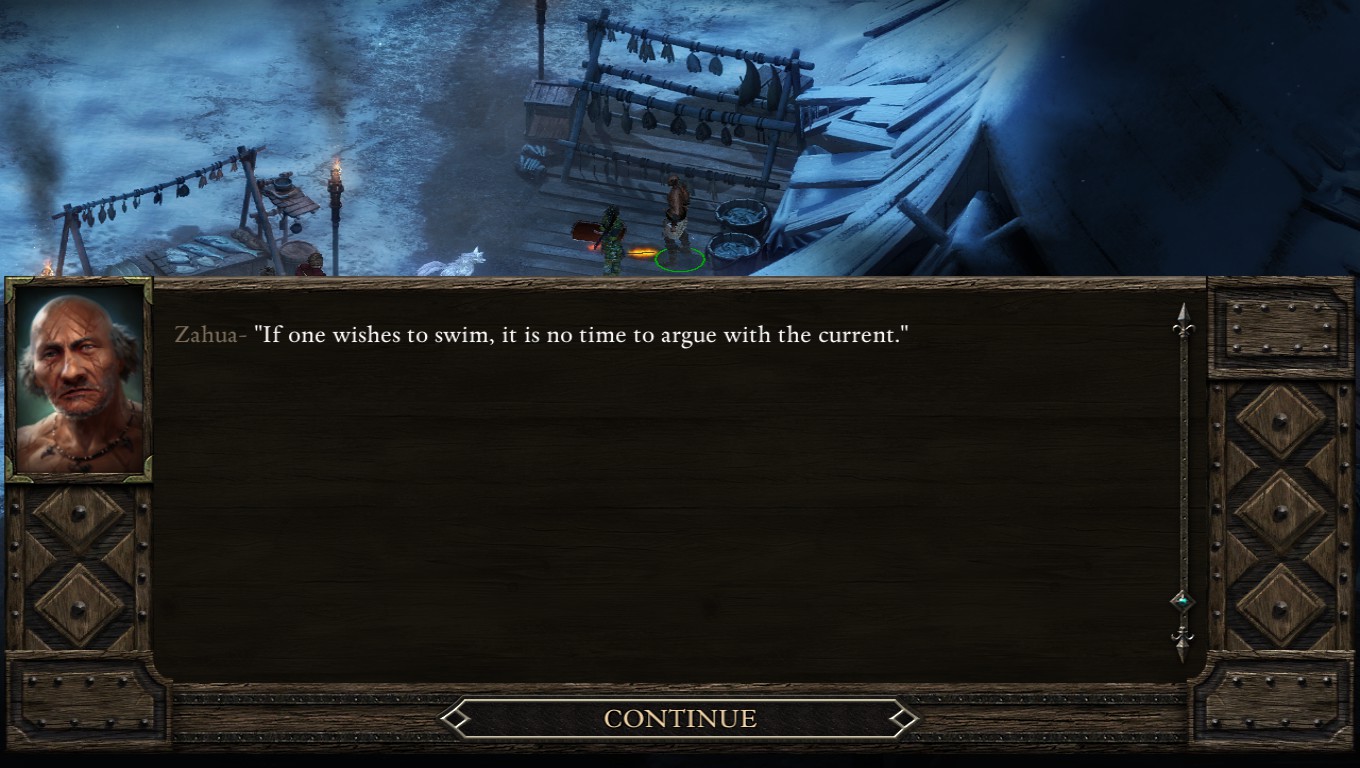 Zahua- "If one wishes to swim, it is no time to argue with the current."
CONTINUE